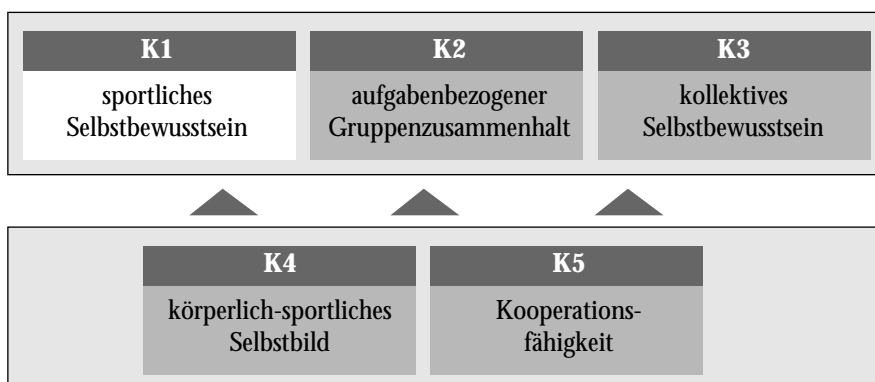 K1
sportliches
Selbstbewusstsein
K2
aufgabenbezogener
Gruppenzusammenhalt
K3
kollektives
Selbstbewusstsein
K4
körperlich-sportliches
Selbstbild
K5
Kooperations-
fähigkeit